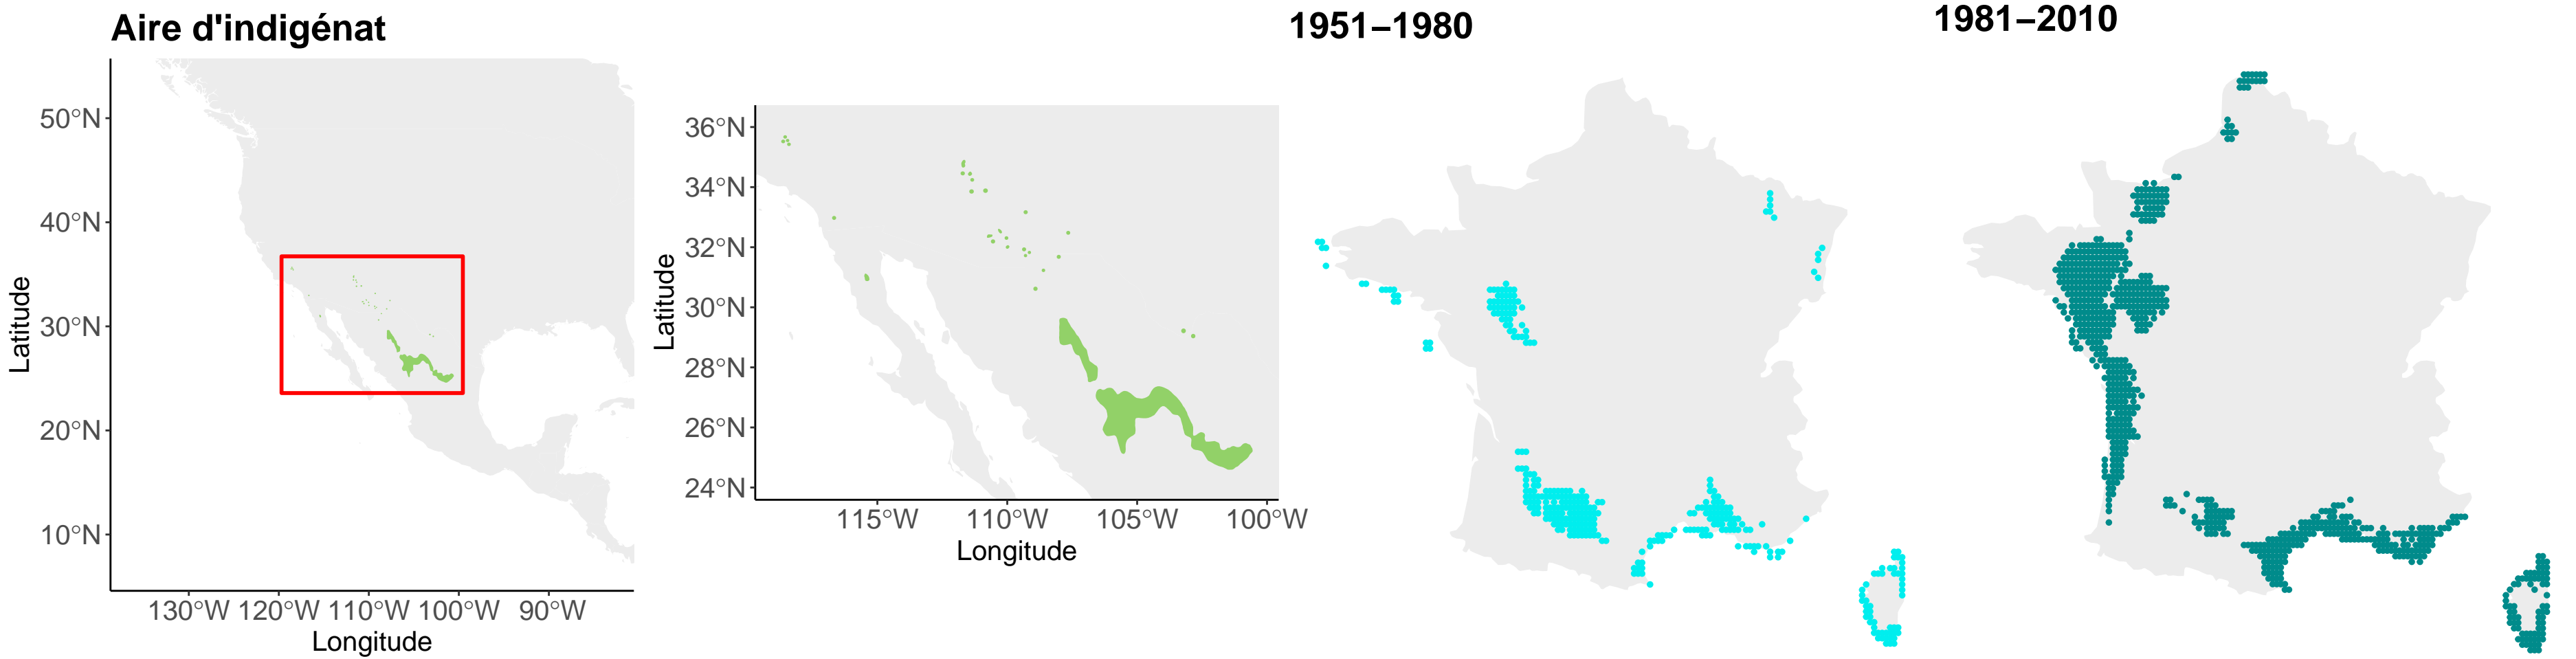 Aire d'indigénat
50°N
40°N
30°N
20°N
10°N
Latitude
130°W 120°W 110°W 100°W 90°W
Longitude
36°N
34°N
32°N
30°N
28°N
26°N
24°N
Latitude
115°W 110°W 105°W 100°W
Longitude
1951–1980
1981–2010